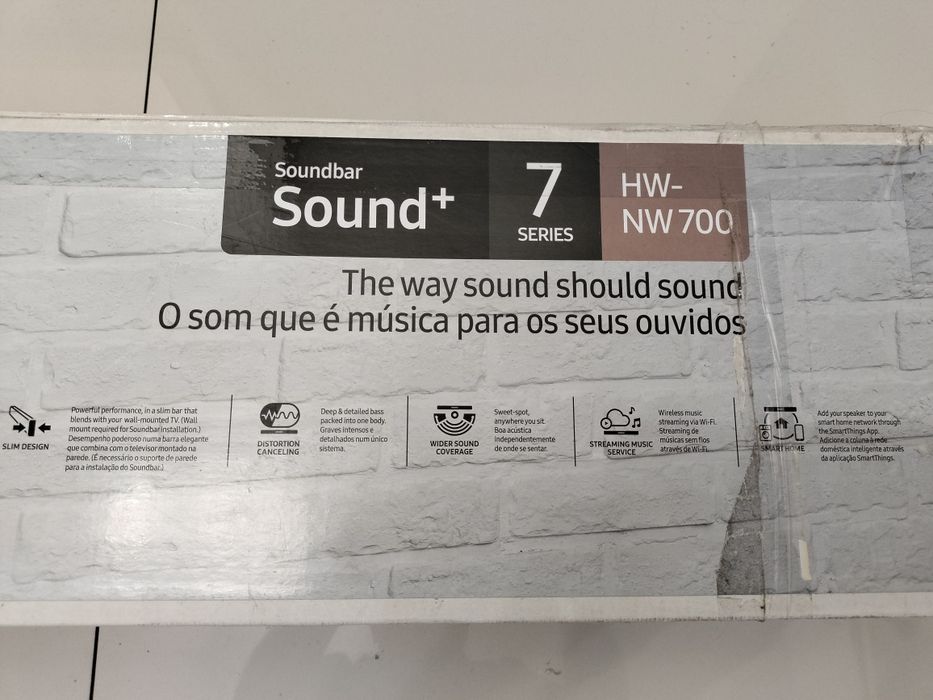 Soundbar
Sound+
7
SERIES
HW-
NW 700
The way sound should sound
O som que é música para os seus ouvidos
SLIM DESIGN
Powerful performance, in a slim bar that
blends with your wall-mounted TV. (Wall
mount required for Soundbar installation.)
Desempenho poderoso numa barra elegante
que combina com o televisor montado na
parede. (É necessário o suporte de parede
para a instalação do Soundbar.)
DISTORTION
CANCELING
Deep & detailed bass
packed into one body.
Graves intensos e
detalhados num único
sistema.
WIDER SOUND
COVERAGE
Sweet-spot,
anywhere you sit.
Boa acústica
independentemente
de onde se sentar.
STREAMING MUSIC
SERVICE
Wireless music
streaming via Wi-Fi.
Streaming de
músicas sem fios
através de Wi-Fi.
SMART HOME
Add your speaker to your
smart home network through
the SmartThings App.
Adicione a coluna à rede
doméstica inteligente através
da aplicação SmartThings.